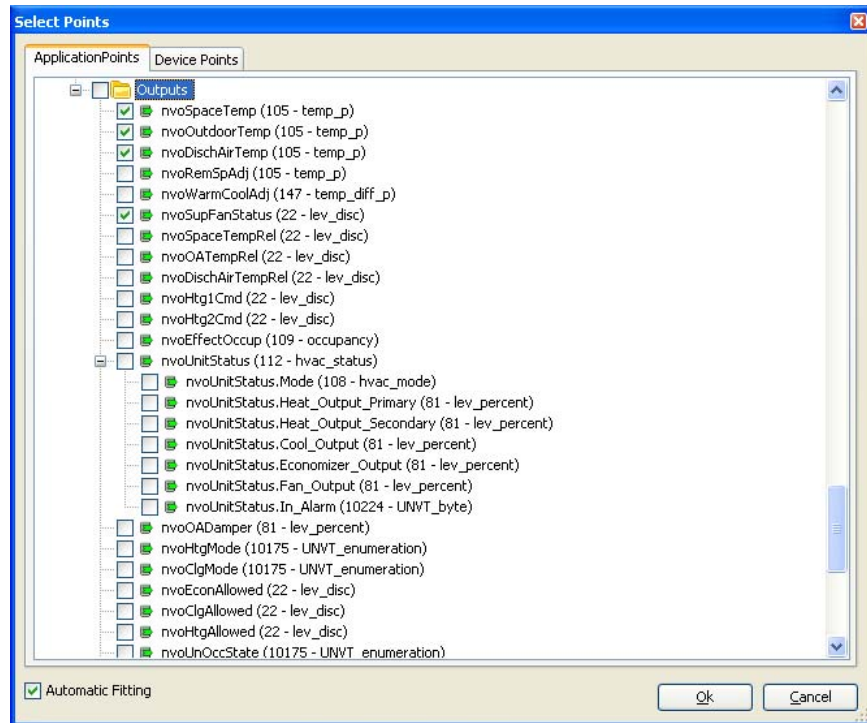 Select Points
ApplicationPoints
Device Points
Outputs
nvoSpaceTemp (105 - temp_p)
nvoOutdoorTemp (105 - temp_p)
nvoDischAirTemp (105 - temp_p)
nvoRemSpAdj (105 - temp_p)
nvoWarmCoolAdj (147 - temp_diff_p)
nvoSupFanStatus (22 - lev_disc)
nvoSpaceTempRel (22 - lev_disc)
nvoOATempRel (22 - lev_disc)
nvoDischAirTempRel (22 - lev_disc)
nvoHtg1Cmd (22 - lev_disc)
nvoHtg2Cmd (22 - lev_disc)
nvoEffectOccup (109 - occupancy)
nvoUnitStatus (112 - hvac_status)
nvoUnitStatus.Mode (108 - hvac_mode)
nvoUnitStatus.Heat_Output_Primary (81 - lev_percent)
nvoUnitStatus.Heat_Output_Secondary (81 - lev_percent)
nvoUnitStatus.Cool_Output (81 - lev_percent)
nvoUnitStatus.Economizer_Output (81 - lev_percent)
nvoUnitStatus.Fan_Output (81 - lev_percent)
nvoUnitStatus.In_Alarm (10224 - UNVT_byte)
nvoOADamper (81 - lev_percent)
nvoHtgMode (10175 - UNVT_enumeration)
nvoClgMode (10175 - UNVT_enumeration)
nvoEconAllowed (22 - lev_disc)
nvoClgAllowed (22 - lev_disc)
nvoHtgAllowed (22 - lev_disc)
nvoUnOccState (10175 - UNVT_enumeration)
Automatic Fitting
Ok
Cancel